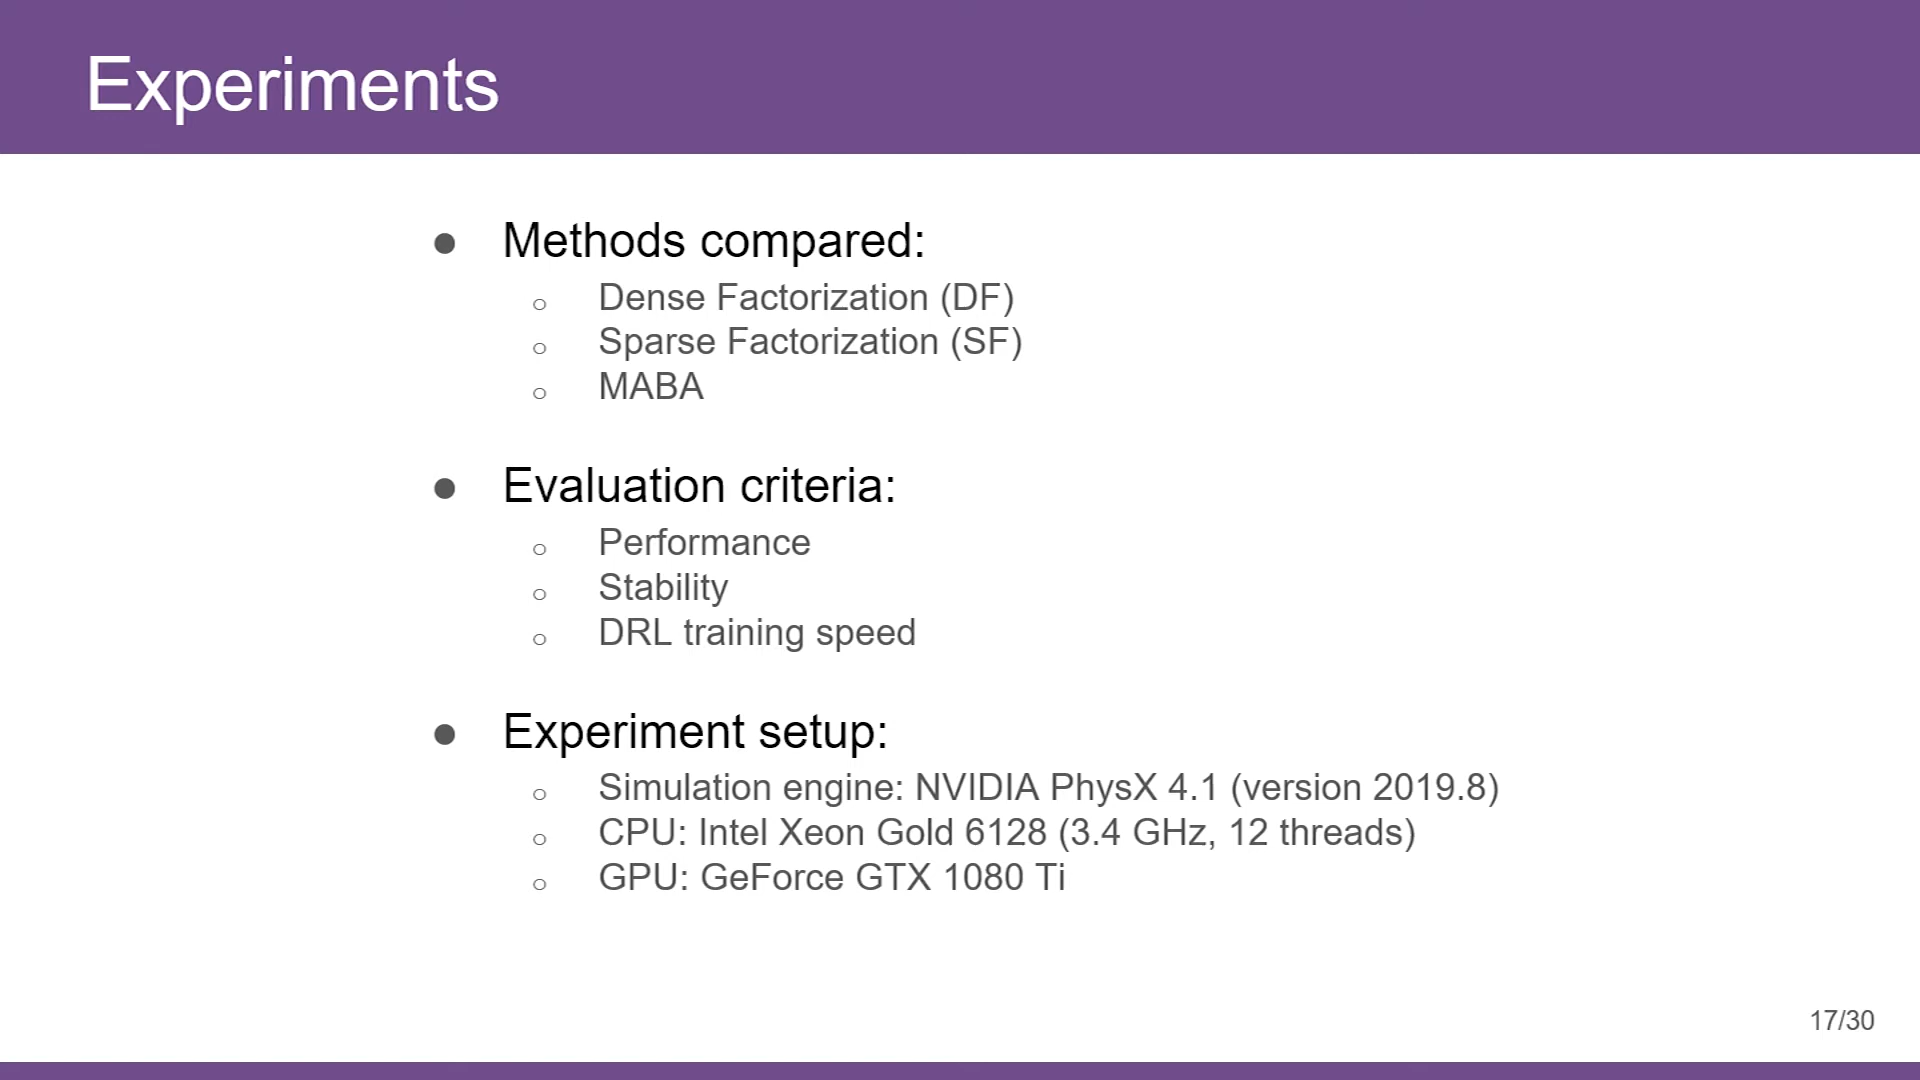 Experiments
● Methods compared:
○ Dense Factorization (DF)
○ Sparse Factorization (SF)
○ MABA
● Evaluation criteria:
○ Performance
○ Stability
○ DRL training speed
● Experiment setup:
○ Simulation engine: NVIDIA PhysX 4.1 (version 2019.8)
○ CPU: Intel Xeon Gold 6128 (3.4 GHz, 12 threads)
○ GPU: GeForce GTX 1080 Ti
17/30